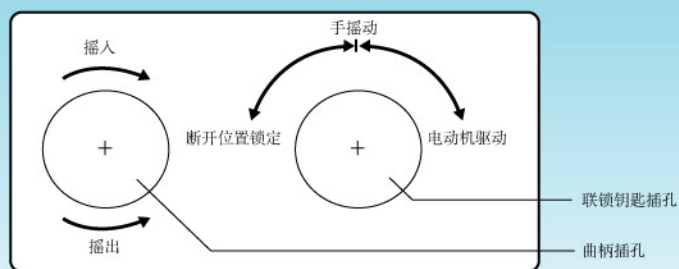 手摇动
摇入
断开位置锁定
电动机驱动
联锁钥匙插孔
摇出
曲柄插孔